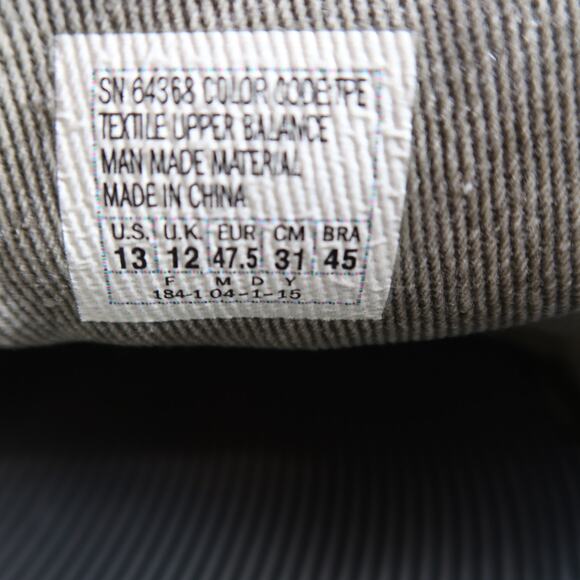 SN 64368 COLOR CODE:TPE
TEXTILE UPPER BALANCE
MAN MADE MATERIAL
MADE IN CHINA
U.S. U.K. EUR CM BRA
13 12 47.5 31 45
F M D Y
184-1 04-1-15